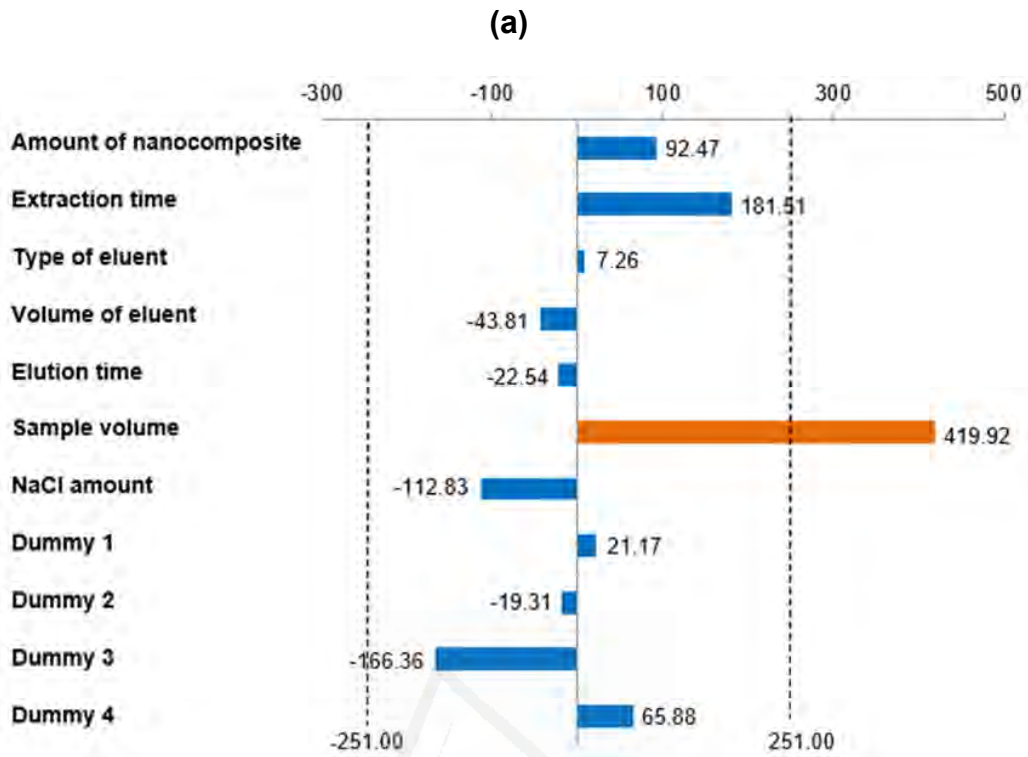 (a)
-300 -100 100 300 500
Amount of nanocomposite 92.47
Extraction time 181.51
Type of eluent 7.26
Volume of eluent -43.81
Elution time -22.54
Sample volume 419.92
NaCl amount -112.83
Dummy 1 21.17
Dummy 2 -19.31
Dummy 3 -166.36
Dummy 4 65.88
-251.00 251.00